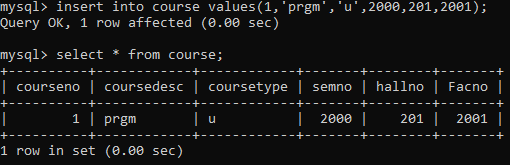 mysql> insert into course values(1,'prgm','u',2000,201,2001);
Query OK, 1 row affected (0.00 sec)
mysql> select * from course;
+----------+------------+------------+-------+--------+-------+
| courseno | coursedesc | coursetype | semno | hallno | Facno |
+----------+------------+------------+-------+--------+-------+
|        1 | prgm       | u          |  2000 |    201 |  2001 |
+----------+------------+------------+-------+--------+-------+
1 row in set (0.00 sec)